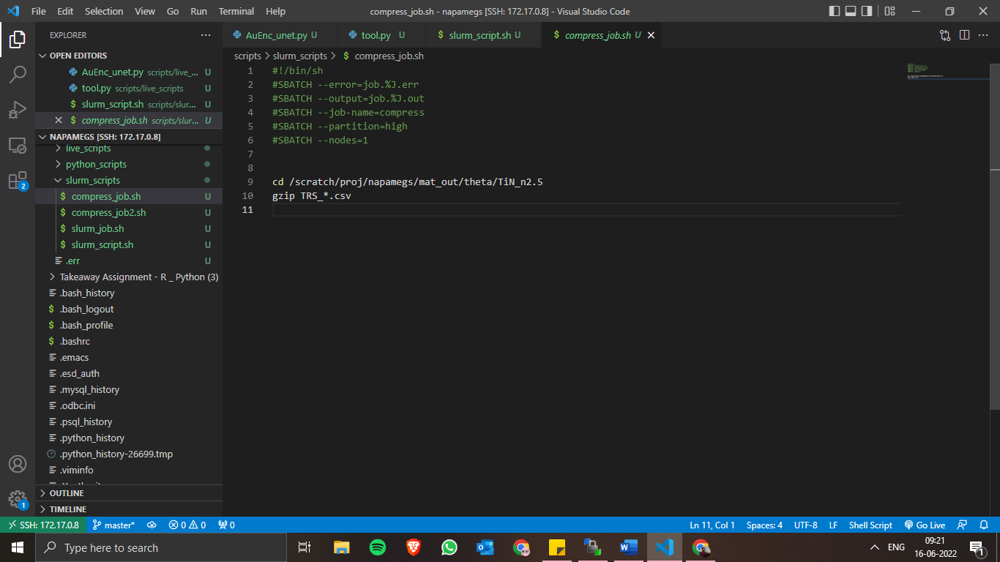 File Edit Selection View Go Run Terminal Help compress_job.sh - napamegs [SSH: 172.17.0.8] - Visual Studio Code
EXPLORER
AuEnc_unet.py U tool.py U slurm_script.sh U compress_job.sh U
OPEN EDITORS
AuEnc_unet.py scripts/live_... U
tool.py scripts/live_scripts U
slurm_script.sh scripts/slur... U
compress_job.sh scripts/slur... U
NAPAMEGS [SSH: 172.17.0.8]
live_scripts
python_scripts
slurm_scripts
compress_job.sh U
compress_job2.sh U
slurm_job.sh U
slurm_script.sh U
.err U
Takeaway Assignment - R _ Python (3)
.bash_history
.bash_logout
.bash_profile
.bashrc
.emacs
.esd_auth
.mysql_history
.odbc.ini
.psql_history
.python_history
.python_history-26699.tmp
.viminfo
OUTLINE
TIMELINE
2
1
scripts > slurm_scripts > $ compress_job.sh
1 #!/bin/sh
2 #SBATCH --error=job.%J.err
3 #SBATCH --output=job.%J.out
4 #SBATCH --job-name=compress
5 #SBATCH --partition=high
6 #SBATCH --nodes=1
7
8
9 cd /scratch/proj/napamegs/mat_out/theta/TiN_n2.5
10 gzip TRS_*.csv
11
SSH: 172.17.0.8 master* 0 0 0 Ln 11, Col 1 Spaces: 4 UTF-8 LF Shell Script Go Live
Type here to search ENG 09:21
16-06-2022
1